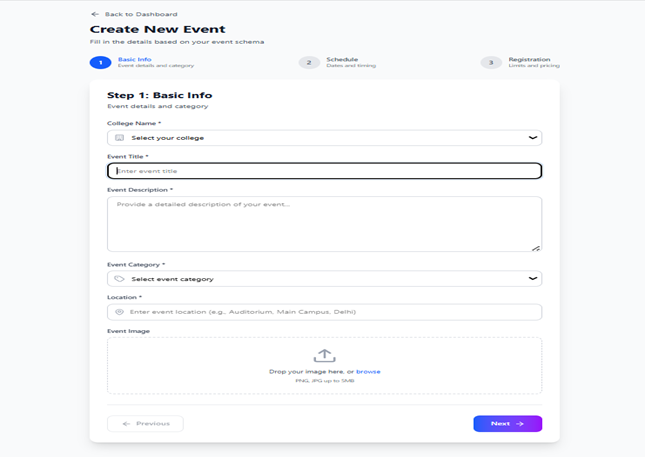 Back to Dashboard
Create New Event
Fill in the details based on your event schema
1 Basic Info 2 Schedule 3 Registration
Event details and category Dates and timing Limits and pricing
Step 1: Basic Info
Event details and category
College Name *
Select your college
Event Title *
Enter event title
Event Description *
Provide a detailed description of your event...
Event Category *
Select event category
Location *
Enter event location (e.g., Auditorium, Main Campus, Delhi)
Event Image
Drop your image here, or browse
PNG, JPG up to 5MB
Previous Next